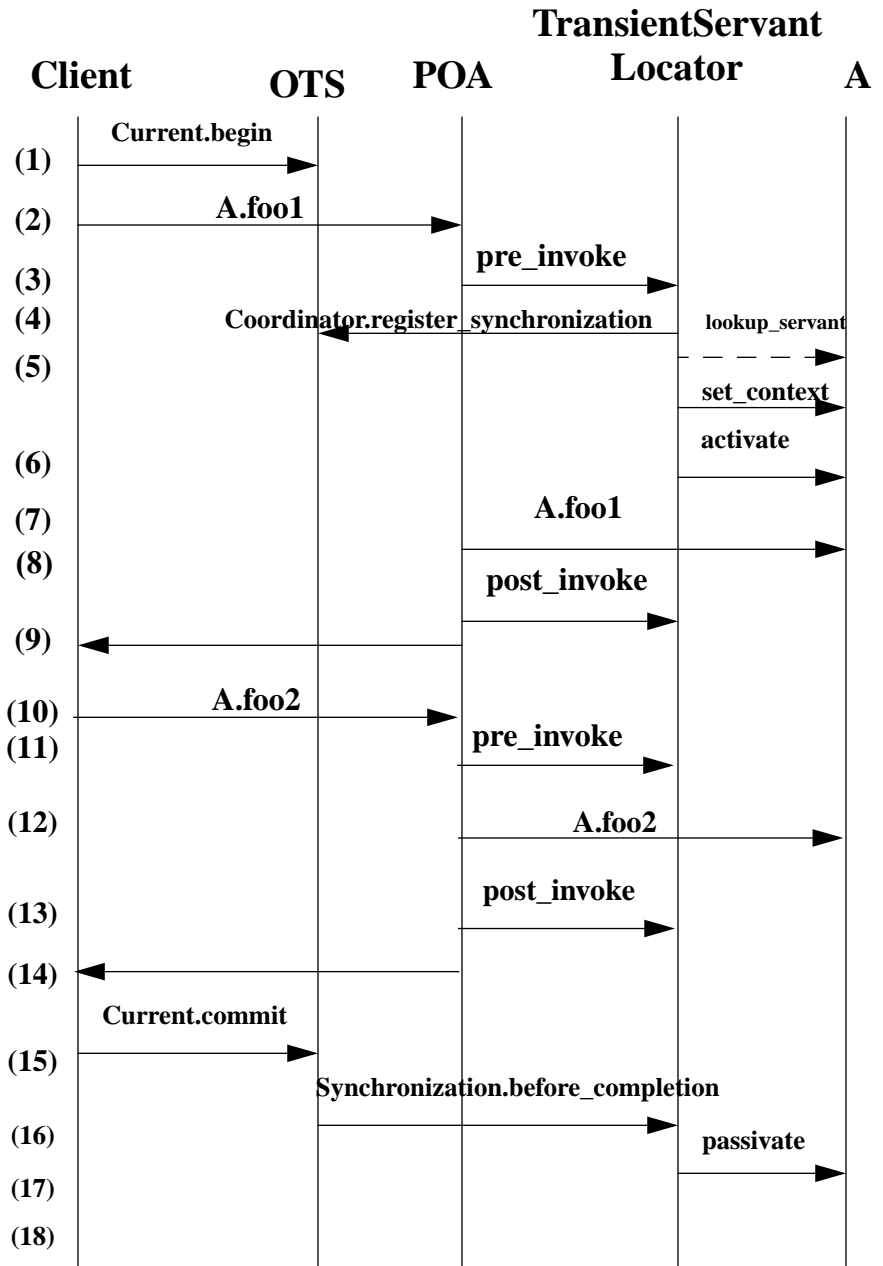 TransientServant
Client
OTS
POA
Locator
A
Current.begin
(1)
A.foo1
(2)
pre_invoke
(3)
(4)
Coordinator.register_synchronization
lookup_servant
(5)
set_context
activate
(6)
A.foo1
(7)
(8)
post_invoke
(9)
A.foo2
(10)
pre_invoke
(11)
(12)
A.foo2
post_invoke
(13)
(14)
Current.commit
(15)
Synchronization.before_completion
(16)
passivate
(17)
(18)